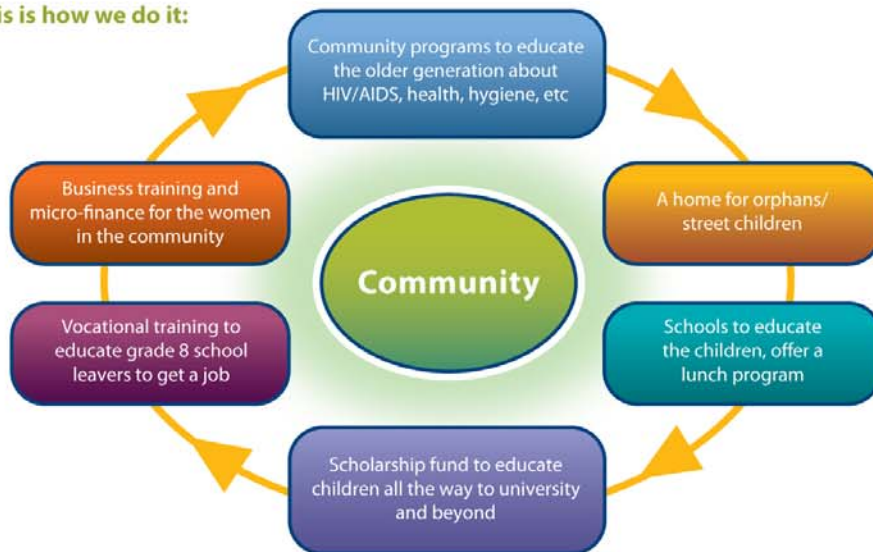 is is how we do it:
Community programs to educate
the older generation about
HIV/AIDS, health, hygiene, etc
A home for orphans/
street children
Schools to educate
the children, offer a
lunch program
Scholarship fund to educate
children all the way to university
and beyond
Vocational training to
educate grade 8 school
leavers to get a job
Business training and
micro-finance for the women
in the community
Community